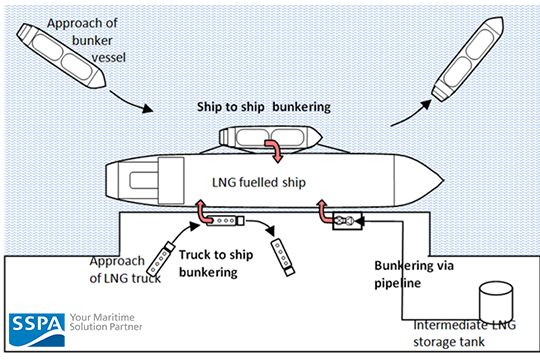 Approach of
bunker
vessel
Ship to ship bunkering
LNG fuelled ship
Approach
of LNG truck
Truck to ship
bunkering
Bunkering via
pipeline
Intermediate LNG
storage tank
SSPA
Your Maritime
Solution Partner